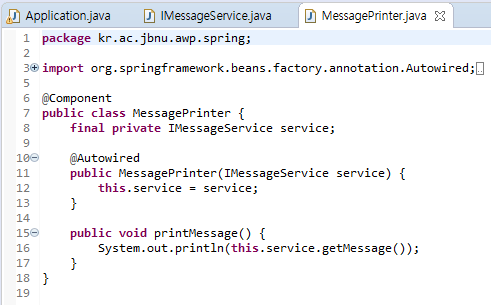 Application.java IMessageService.java MessagePrinter.java
1 package kr.ac.jbnu.awp.spring;
2
3 import org.springframework.beans.factory.annotation.Autowired;
5
6 @Component
7 public class MessagePrinter {
8 final private IMessageService service;
9
10 @Autowired
11 public MessagePrinter(IMessageService service) {
12 this.service = service;
13 }
14
15 public void printMessage() {
16 System.out.println(this.service.getMessage());
17 }
18 }
19